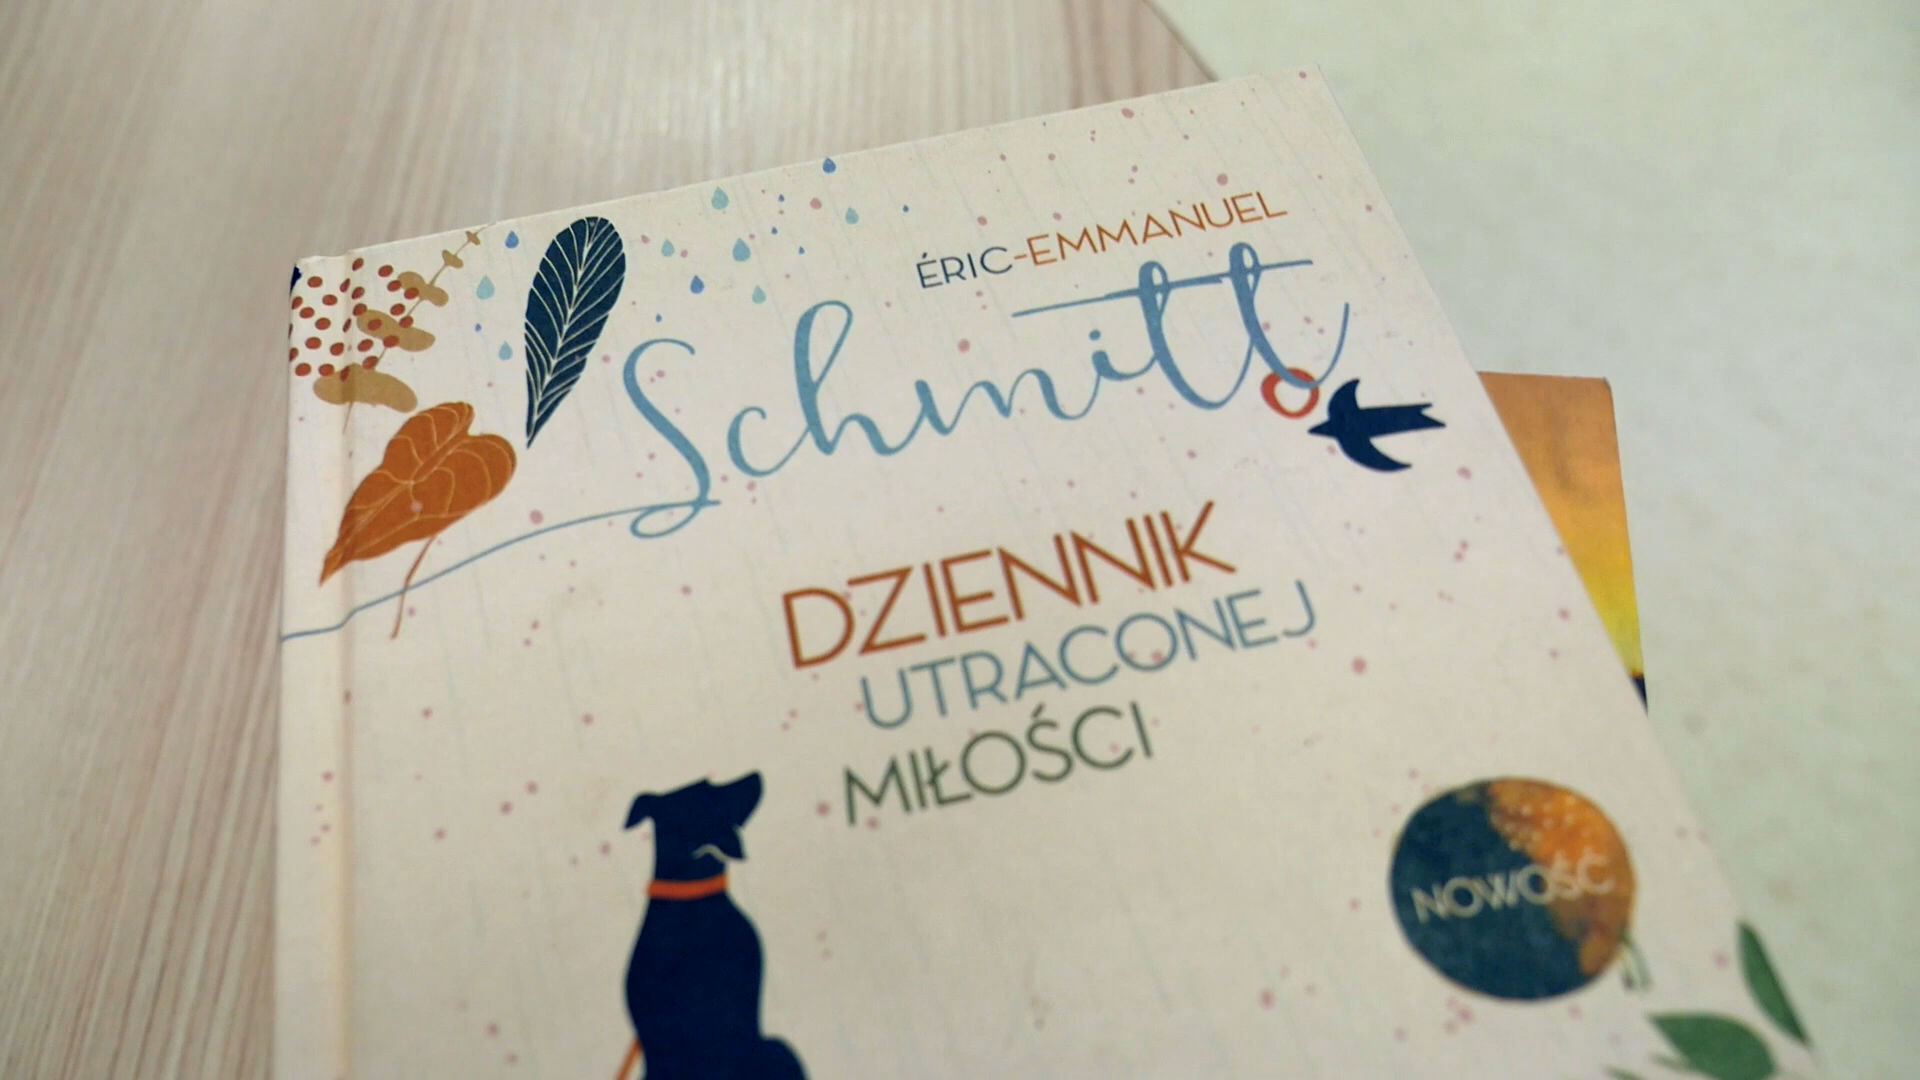 ÉRIC-EMMANUEL
Schmitt
DZIENNIK
UTRACONEJ
MIŁOŚCI
NOWOŚĆ